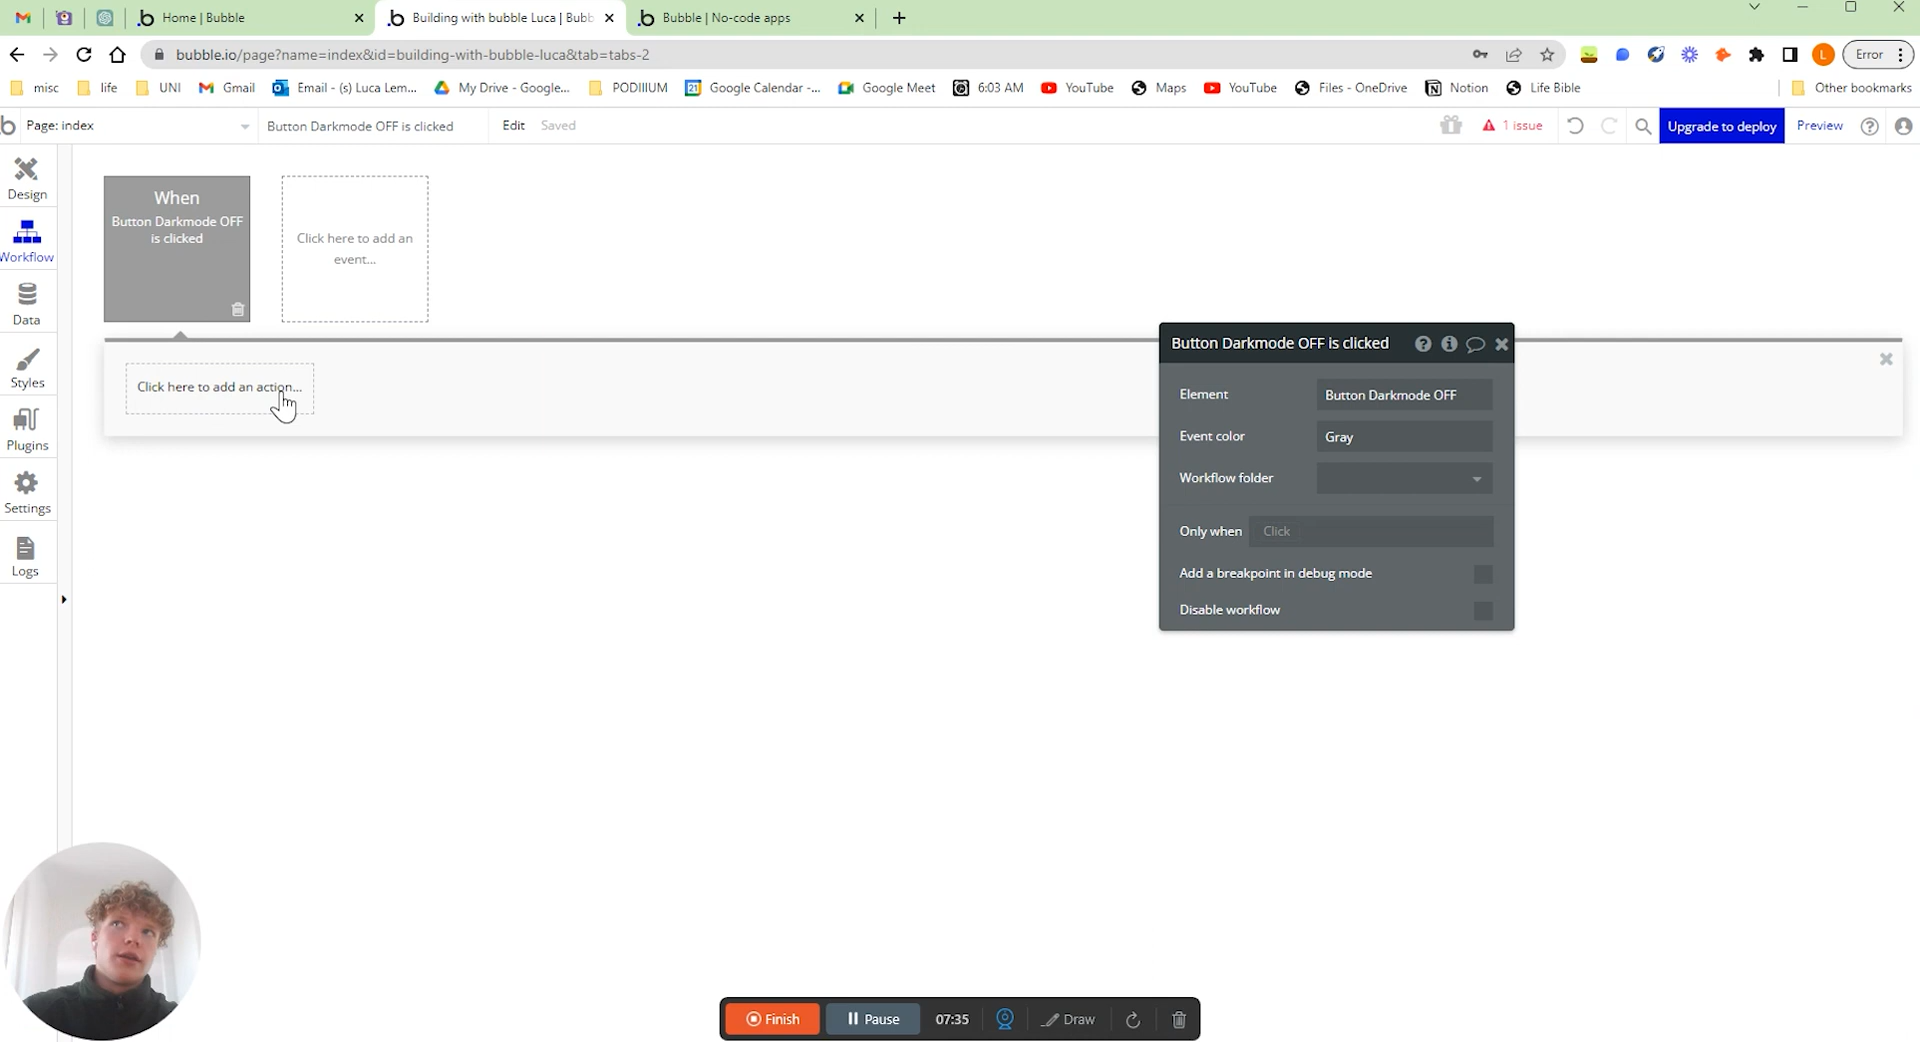 Home | Bubble
Building with bubble Luca | Bubb
Bubble | No-code apps
bubble.io/page?name=index&id=building-with-bubble-luca&tab=tabs-2
L
Error
misc
life
UNI
Gmail
Email - (s) Luca Lem...
My Drive - Google...
PODIIIUM
Google Calendar -...
Google Meet
6:03 AM
YouTube
Maps
YouTube
Files - OneDrive
Notion
Life Bible
Other bookmarks
Page: index
Button Darkmode OFF is clicked
Edit
Saved
1 issue
Upgrade to deploy
Preview
Design
Workflow
Data
Styles
Plugins
Settings
Logs
When
Button Darkmode OFF
is clicked
Click here to add an
event...
Click here to add an action...
Button Darkmode OFF is clicked
Element
Button Darkmode OFF
Event color
Gray
Workflow folder
Only when
Click
Add a breakpoint in debug mode
Disable workflow
Finish
Pause
07:35
Draw